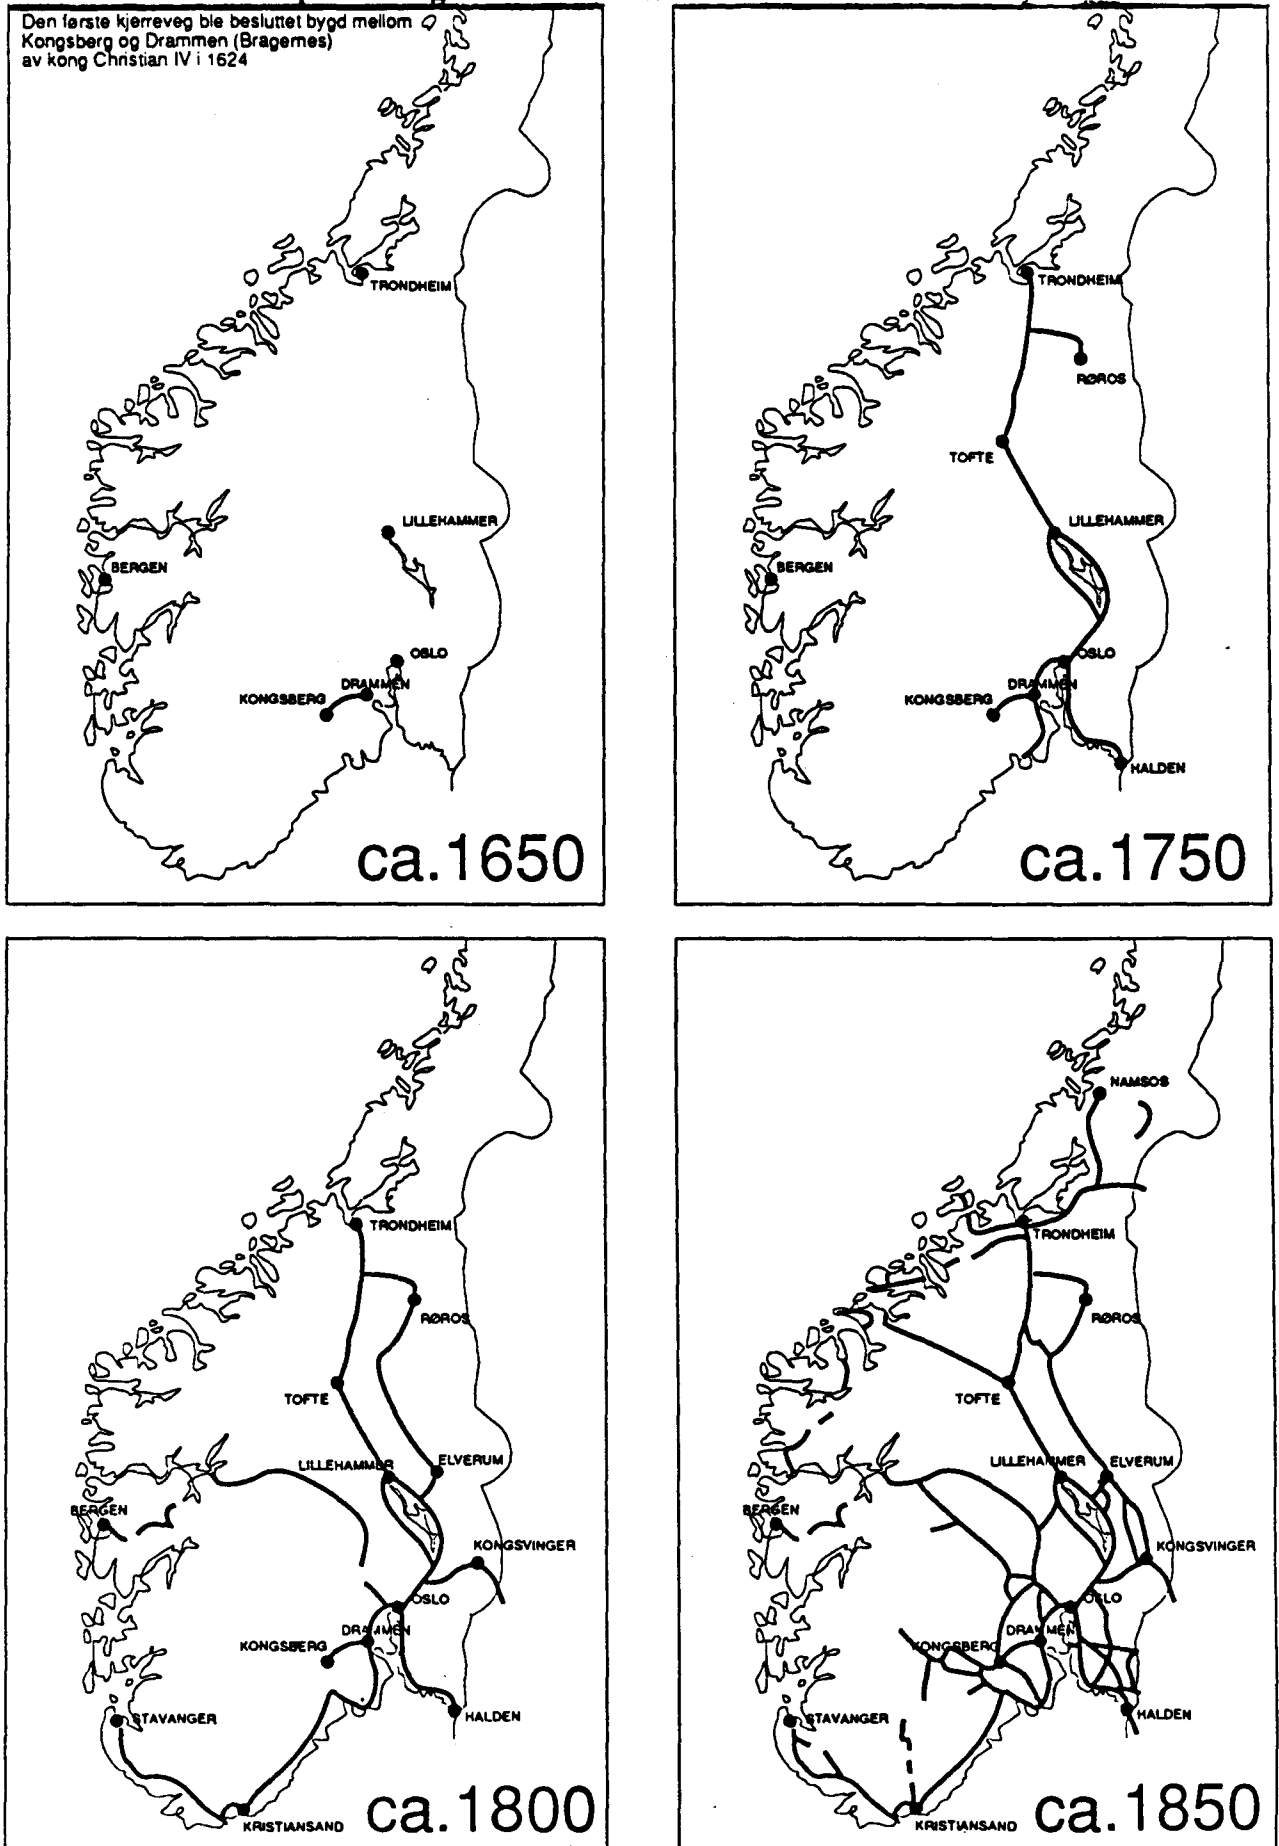 Den første kjerreveg ble besluttet bygd mellom
Kongsberg og Drammen (Bragernes)
av kong Christian IV i 1624
TRONDHEIM
LILLEHAMMER
BERGEN
OSLO
DRAMMEN
KONGSBERG
ca.1650
TRONDHEIM
RØROS
TOFTE
LILLEHAMMER
BERGEN
OSLO
DRAMMEN
KONGSBERG
HALDEN
ca.1750
TRONDHEIM
RØROS
TOFTE
LILLEHAMMER
ELVERUM
BERGEN
KONGSVINGER
OSLO
DRAMMEN
KONGSBERG
STAVANGER
HALDEN
KRISTIANSAND
ca.1800
NAMSOS
TRONDHEIM
RØROS
TOFTE
LILLEHAMMER
ELVERUM
BERGEN
KONGSVINGER
OSLO
DRAMMEN
KONGSBERG
STAVANGER
HALDEN
KRISTIANSAND
ca.1850